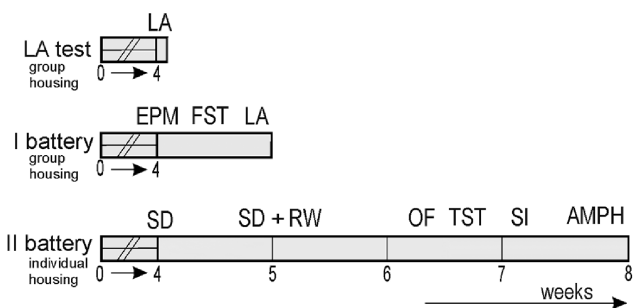 LA
LA test
group
housing
0 4
EPM FST LA
I battery
group
housing
0 4
SD SD + RW OF TST SI AMPH
II battery
individual
housing
0 4 5 6 7 8
weeks